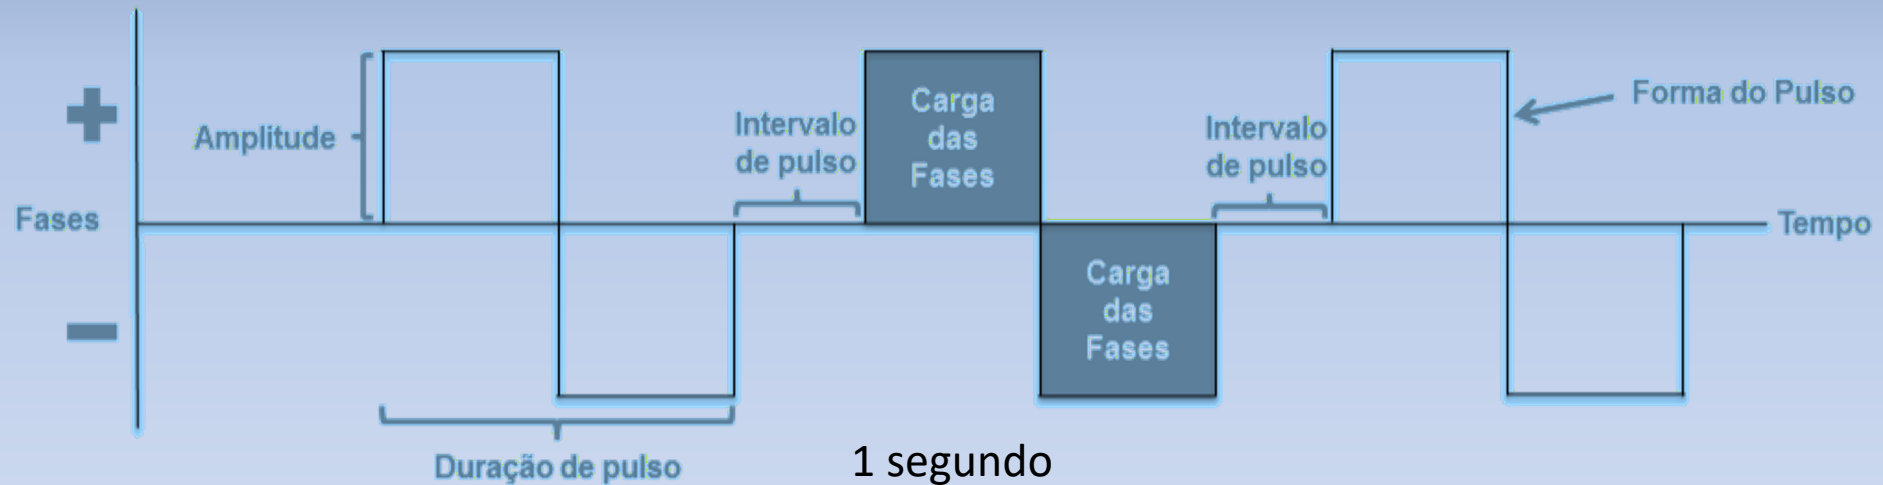 +
Amplitude
Intervalo
de pulso
Carga
das
Fases
Intervalo
de pulso
Forma do Pulso
Fases
Tempo
Carga
das
Fases
−
Duração de pulso
1 segundo